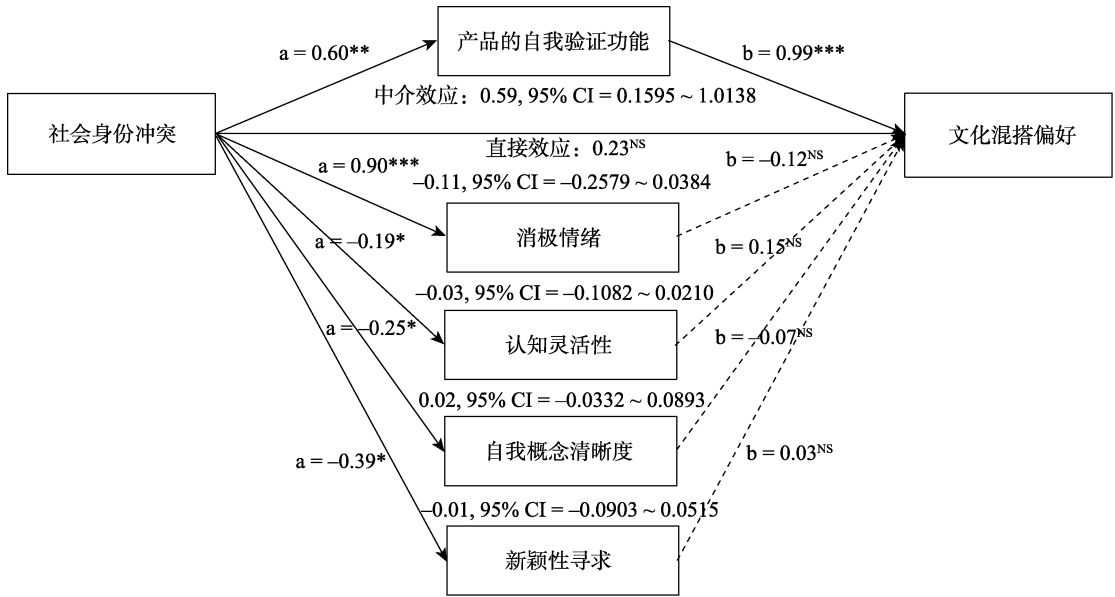 产品的自我验证功能
a = 0.60**
b = 0.99***
中介效应：0.59, 95% CI = 0.1595 ~ 1.0138
社会身份冲突
文化混搭偏好
直接效应：0.23NS
a = 0.90***
b = –0.12NS
–0.11, 95% CI = –0.2579 ~ 0.0384
消极情绪
a = –0.19*
b = 0.15NS
–0.03, 95% CI = –0.1082 ~ 0.0210
认知灵活性
a = –0.25*
b = –0.07NS
0.02, 95% CI = –0.0332 ~ 0.0893
自我概念清晰度
a = –0.39*
b = 0.03NS
–0.01, 95% CI = –0.0903 ~ 0.0515
新颖性寻求